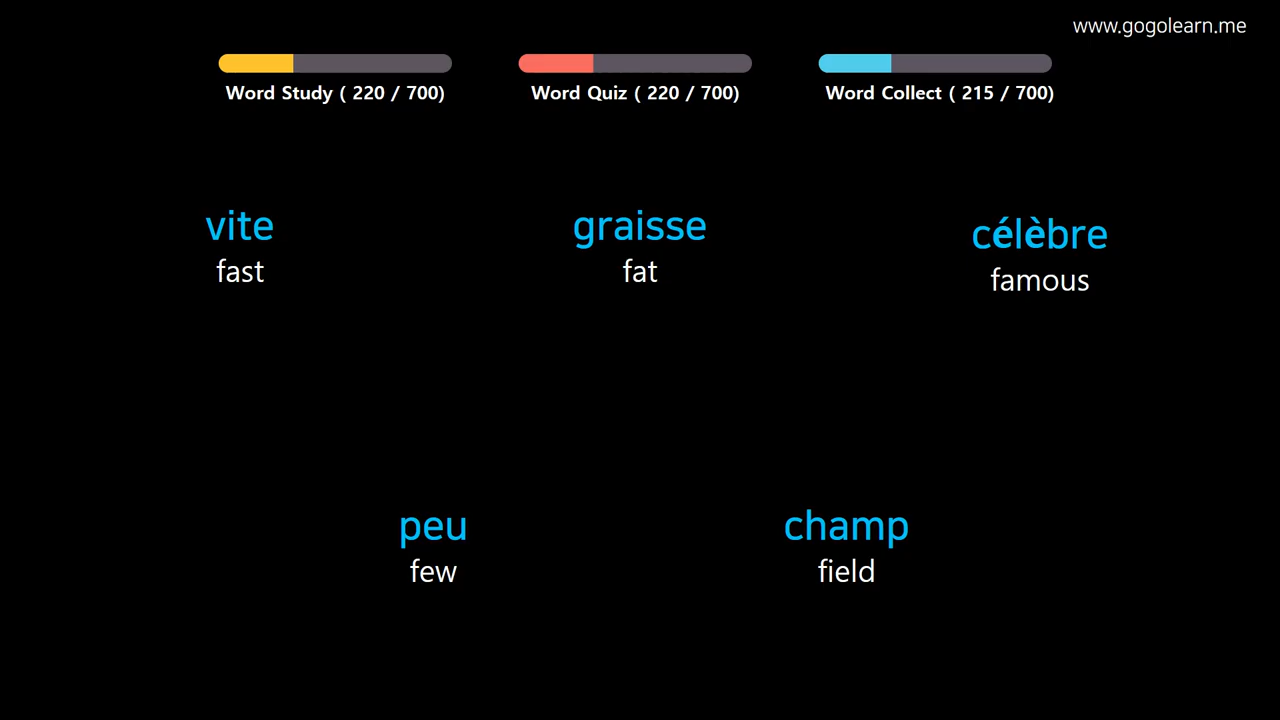 www.gogolearn.me
Word Study ( 220 / 700)
Word Quiz ( 220 / 700)
Word Collect ( 215 / 700)
vite
fast
graisse
fat
célèbre
famous
peu
few
champ
field